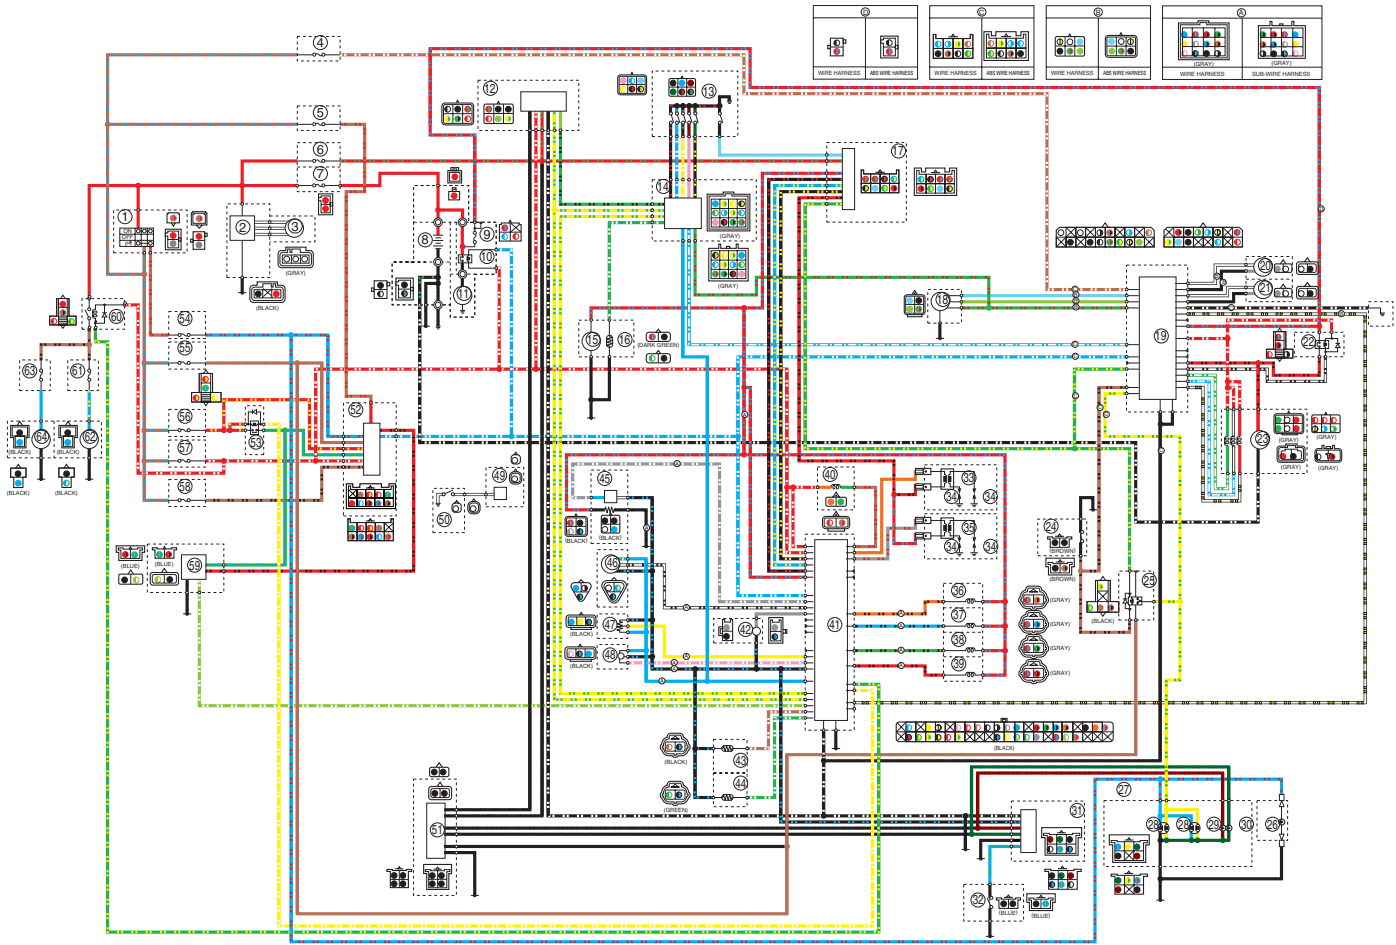 D
C
B
A
WIRE HARNESS
ABS WIRE HARNESS
WIRE HARNESS
ABS WIRE HARNESS
WIRE HARNESS
ABS WIRE HARNESS
(GRAY)
(GRAY)
WIRE HARNESS
SUB-WIRE HARNESS
4
5
6
7
12
13
17
14
(GRAY)
(GRAY)
1
ON
OFF
2
3
(GRAY)
(BLACK)
8
9
10
11
15
16
(DARK GREEN)
18
19
20
21
22
23
(GRAY)
(GRAY)
(GRAY)
(GRAY)
60
54
55
56
57
58
53
52
63
61
64
62
(BLACK)
(BLACK)
(BLACK)
(BLACK)
49
50
45
(BLACK)
(BLACK)
46
47
(BLACK)
48
(BLACK)
40
33
34
34
35
34
34
41
42
36
37
38
39
(GRAY)
(GRAY)
(GRAY)
(GRAY)
24
(BROWN)
(BROWN)
25
(BLACK)
59
(BLUE)
(BLUE)
43
44
(BLACK)
(GREEN)
(BLACK)
51
31
32
(BLUE)
(BLUE)
27
28
28
29
30
26